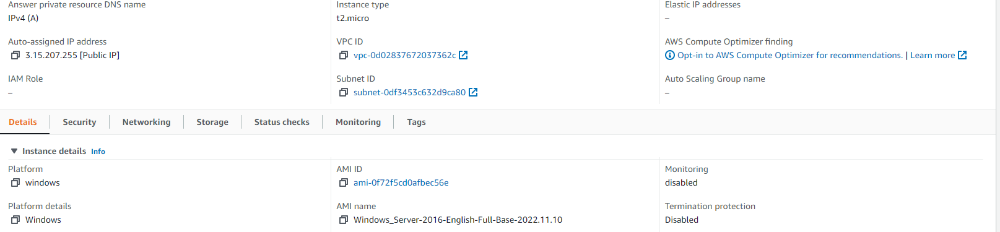 Answer private resource DNS name
Instance type
Elastic IP addresses
IPv4 (A)
t2.micro
–
Auto-assigned IP address
VPC ID
AWS Compute Optimizer finding
3.15.207.255 [Public IP]
vpc-0d02837672037362c
Opt-in to AWS Compute Optimizer for recommendations. | Learn more
IAM Role
Subnet ID
Auto Scaling Group name
–
subnet-0df3453c632d9ca80
–
Details
Security
Networking
Storage
Status checks
Monitoring
Tags
Instance details Info
Platform
AMI ID
Monitoring
windows
ami-0f72f5cd0afbec56e
disabled
Platform details
AMI name
Termination protection
Windows
Windows_Server-2016-English-Full-Base-2022.11.10
Disabled